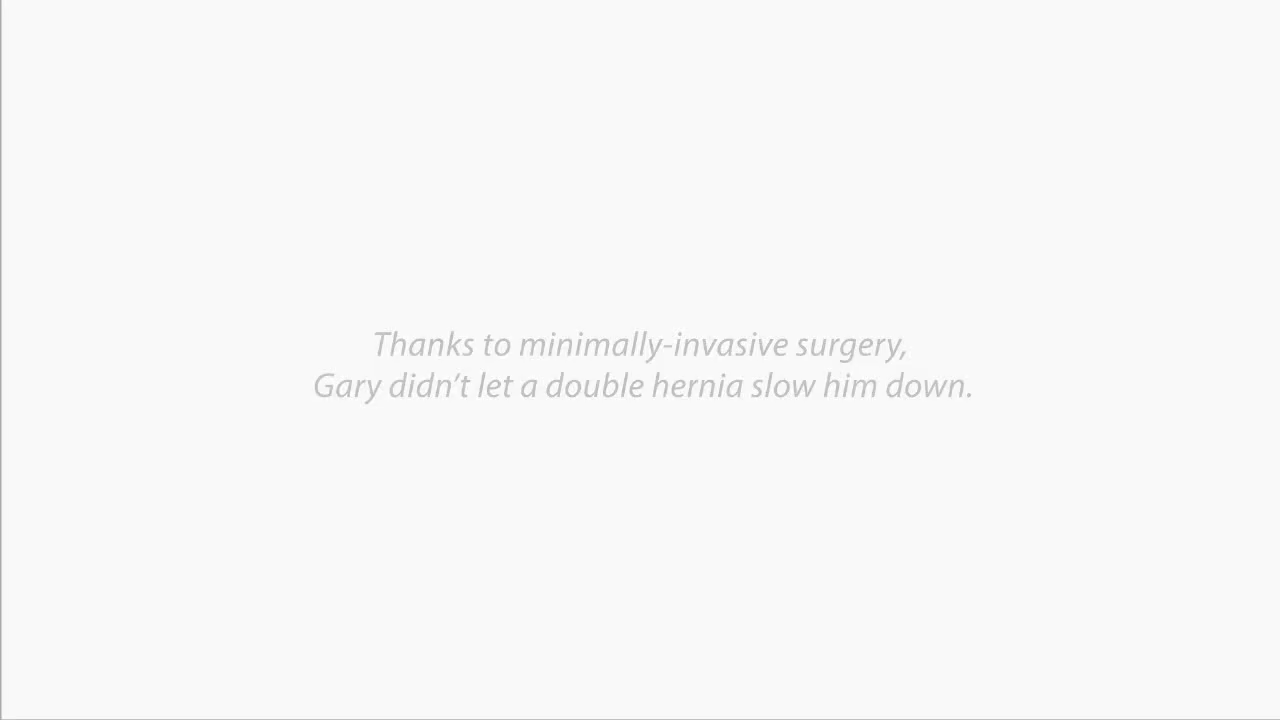 Thanks to minimally-invasive surgery,
Gary didn’t let a double hernia slow him down.